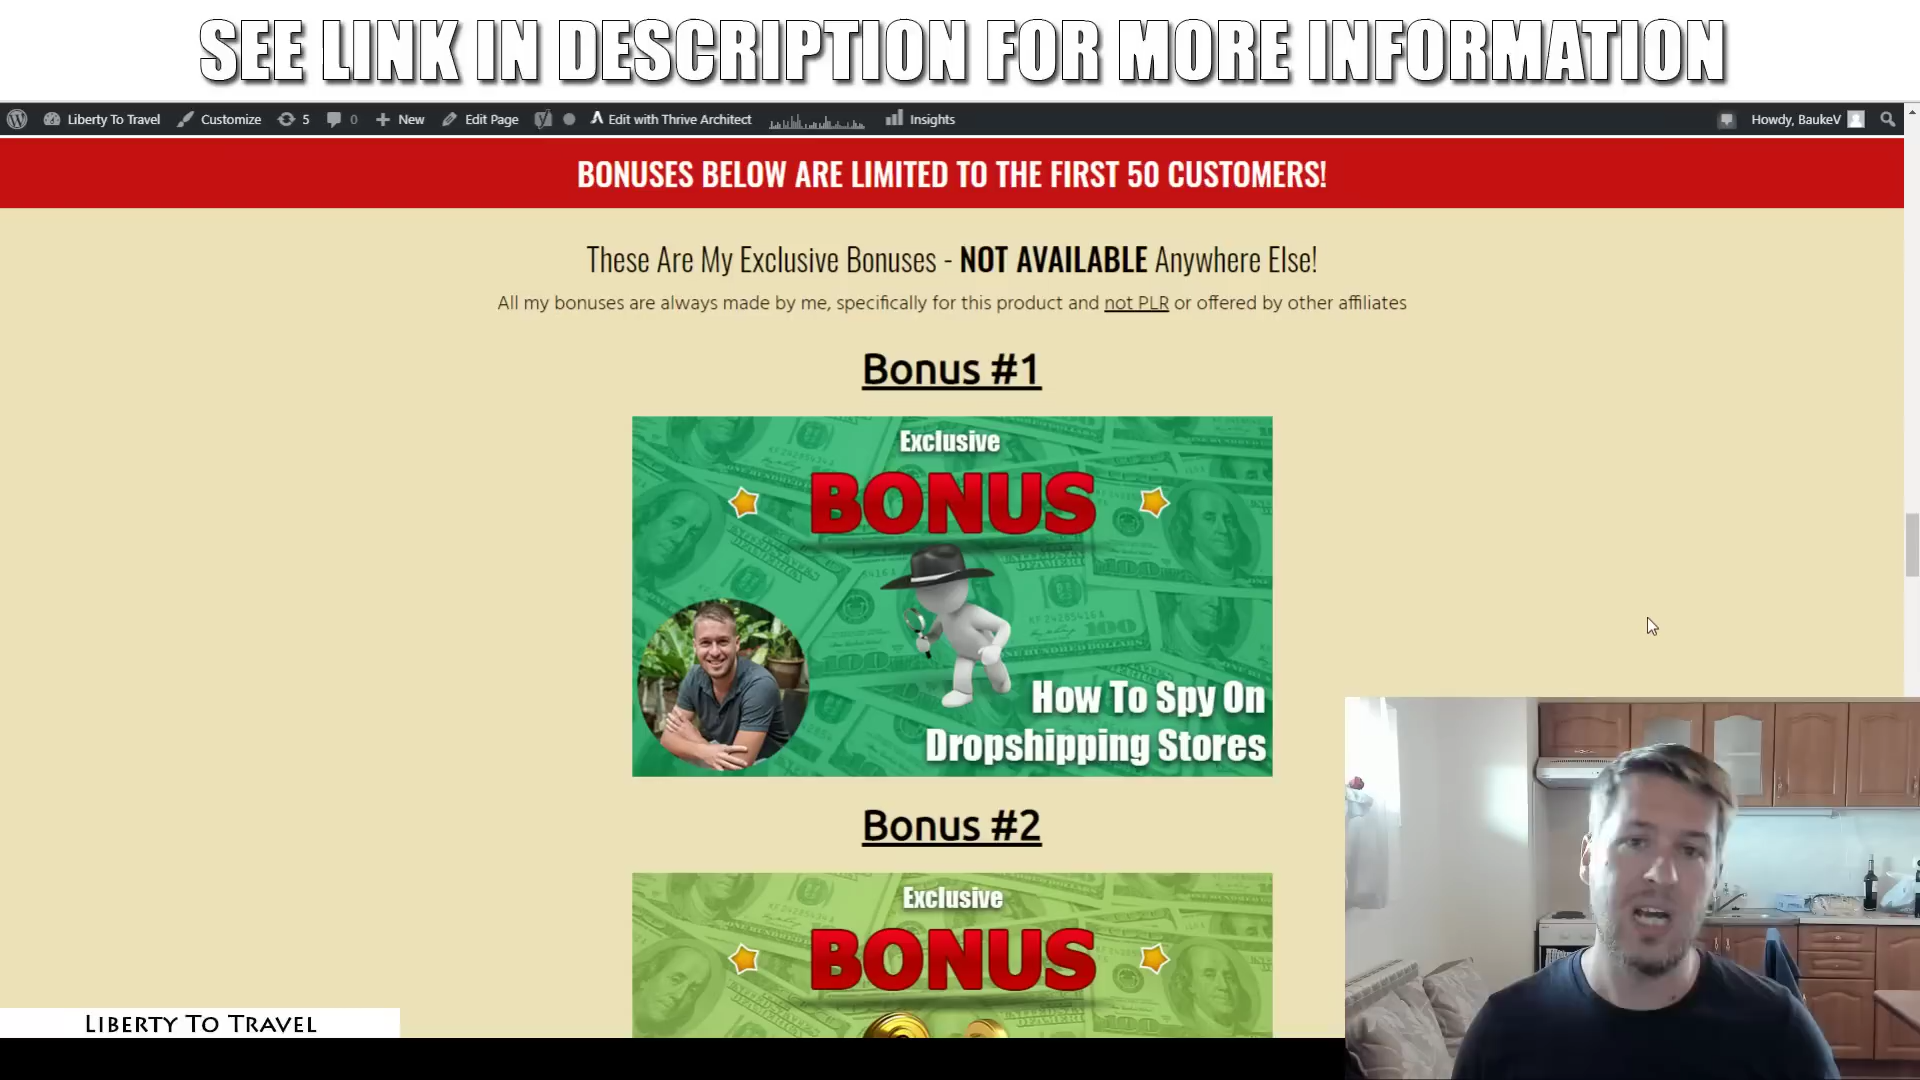 SEE LINK IN DESCRIPTION FOR MORE INFORMATION
Liberty To Travel Customize 5 0 New Edit Page Edit with Thrive Architect Insights Howdy, BaukeV
BONUSES BELOW ARE LIMITED TO THE FIRST 50 CUSTOMERS!
These Are My Exclusive Bonuses - NOT AVAILABLE Anywhere Else!
All my bonuses are always made by me, specifically for this product and not PLR or offered by other affiliates
Bonus #1
Exclusive
BONUS
How To Spy On
Dropshipping Stores
Bonus #2
Exclusive
BONUS
LIBERTY TO TRAVEL